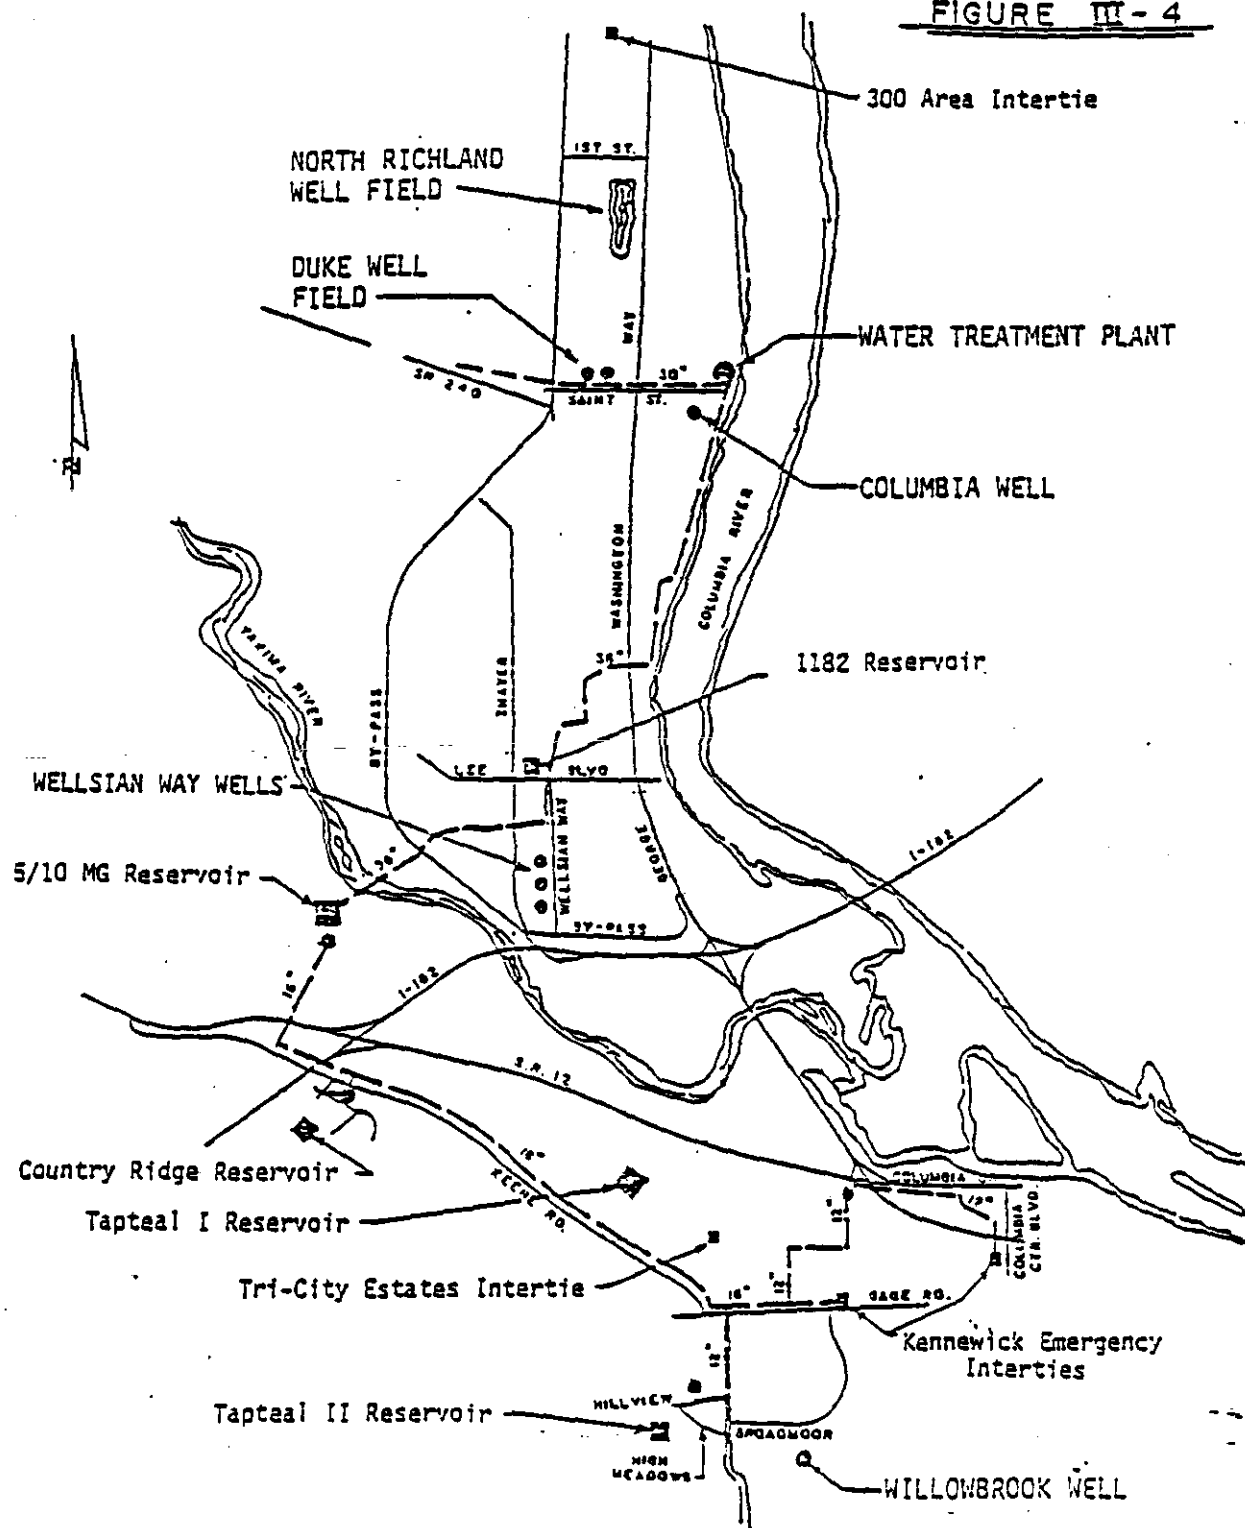 FIGURE III-4
300 Area Intertie
1ST ST.
NORTH RICHLAND
WELL FIELD
DUKE WELL
FIELD
WAY
WATER TREATMENT PLANT
30"
SR 240
SAINT ST.
COLUMBIA WELL
COLUMBIA RIVER
WASHINGTON
YAKIMA RIVER
36"
1182 Reservoir
THAYER
BY-PASS
LEE BLVD
WELLSIAN WAY WELLS
WELLSIAN WAY
GEORGE
I-182
5/10 MG Reservoir
BY-PASS
16"
I-182
S.R. 12
Country Ridge Reservoir
16"
KEENE RD.
COLUMBIA
12"
12"
COLUMBIA
CTR. BLVD.
Tapteal I Reservoir
Tri-City Estates Intertie
12"
16"
GAGE RD.
Kennewick Emergency
Interties
12"
HILLVIEW
Tapteal II Reservoir
BROADMOOR
HIGH
MEADOWS
WILLOWBROOK WELL